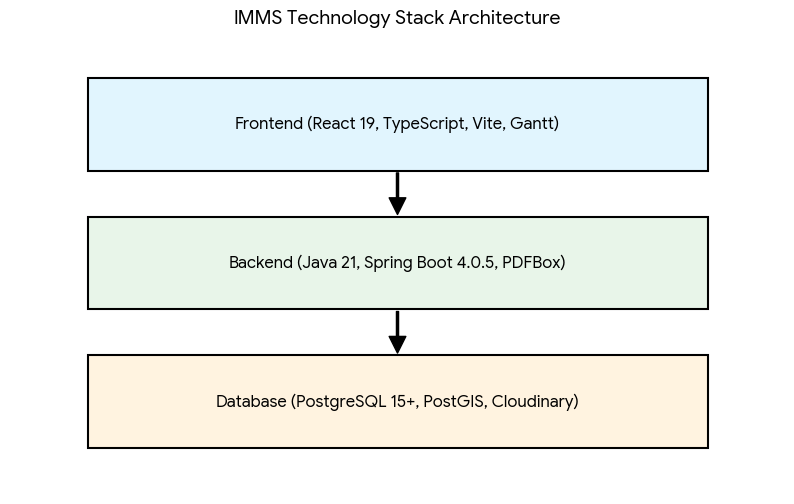 IMMS Technology Stack Architecture
Frontend (React 19, TypeScript, Vite, Gantt)
Backend (Java 21, Spring Boot 4.0.5, PDFBox)
Database (PostgreSQL 15+, PostGIS, Cloudinary)